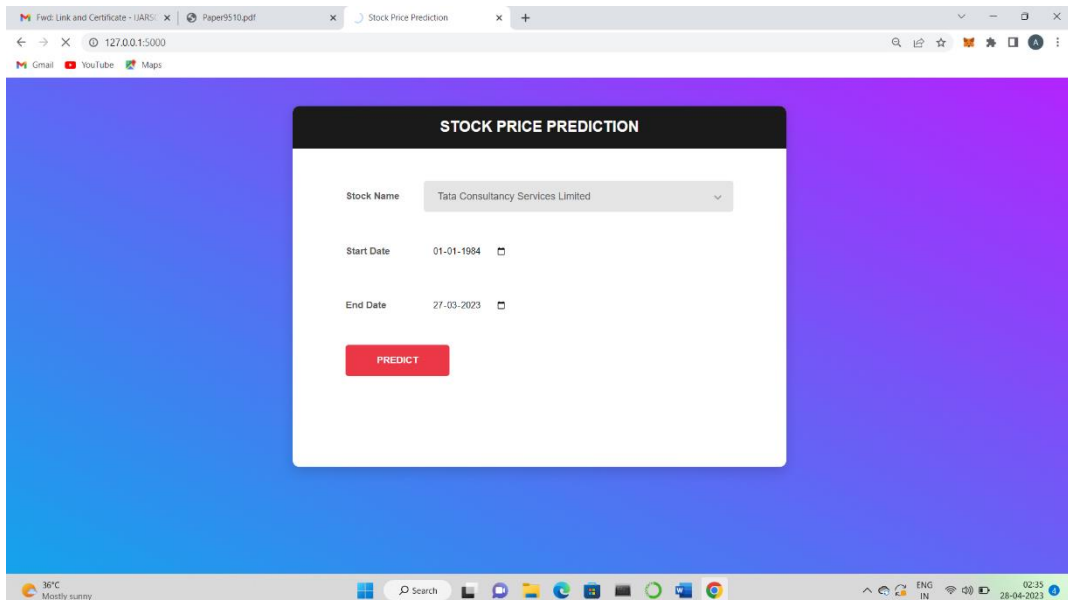 Fwd: Link and Certificate - IJARSC
Paper9510.pdf
Stock Price Prediction
127.0.0.1:5000
A
Gmail YouTube Maps
STOCK PRICE PREDICTION
Stock Name Tata Consultancy Services Limited
Start Date 01-01-1984
End Date 27-03-2023
PREDICT
36°C
Mostly sunny
Search
ENG
IN
02:35
28-04-2023
4